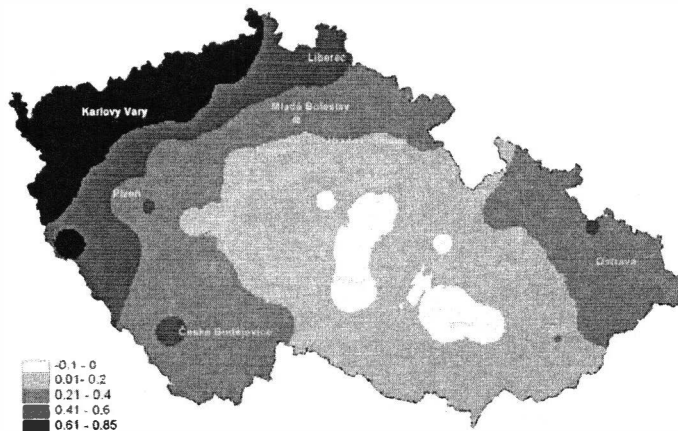 Liberec
Karlovy Vary
Mladá Boleslav
Plzeň
Ostrava
České Budějovice
-0.1 - 0
0.01- 0.2
0.21 - 0.4
0.41 - 0.6
0.61 - 0.85